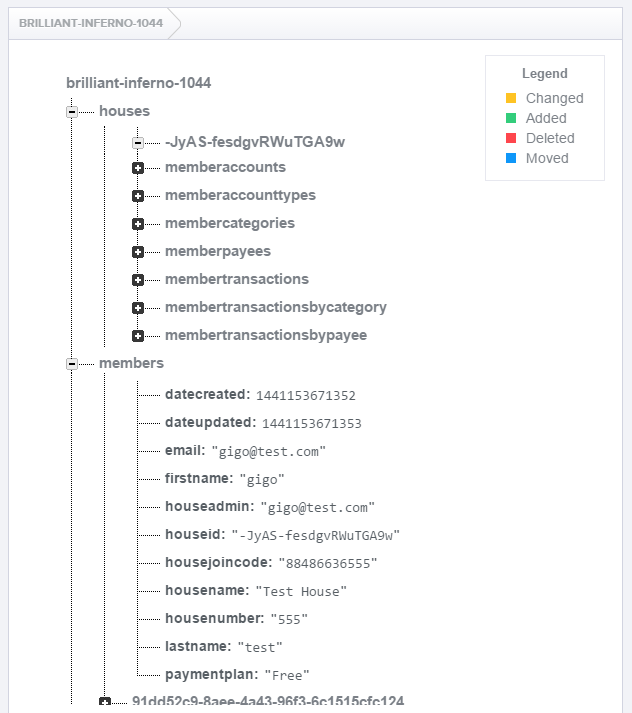 BRILLIANT-INFERNO-1044
brilliant-inferno-1044
Legend
Changed
Added
Deleted
Moved
houses
-JyAS-fesdgvRWuTGA9w
memberaccounts
memberaccounttypes
membercategories
memberpayees
membertransactions
membertransactionsbycategory
membertransactionsbypayee
members
datecreated: 1441153671352
dateupdated: 1441153671353
email: "gigo@test.com"
firstname: "gigo"
houseadmin: "gigo@test.com"
houseid: "-JyAS-fesdgvRWuTGA9w"
housejoincode: "88486636555"
housename: "Test House"
housenumber: "555"
lastname: "test"
paymentplan: "Free"
91dd52c9-8aee-4a43-96f3-6c1515cfc124